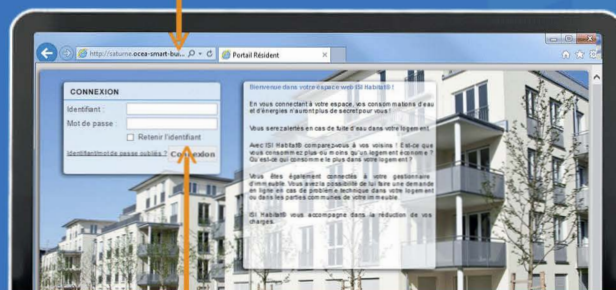 http://saturne.ocea-smart-bui...
Portail Résident
CONNEXION
Identifiant :
Mot de passe :
Retenir l'identifiant
Identifiant/mot de passe oubliés ? Connexion
Bienvenue dans votre espace web ISI Habitat® !
En vous connectant à votre espace, vos consommations d'eau
et d'énergies n'auront plus de secret pour vous !
Vous serez alertés en cas de fuite d'eau dans votre logement.
Avec ISI Habitat® comparez-vous à vos voisins ! Est-ce que
vous consommez plus ou moins qu'un logement économe ?
Qu'est-ce qui consomme le plus dans votre logement ?
Vous êtes également connectés à votre gestionnaire
d'immeuble. Vous avez la possibilité de lui faire une demande
en ligne en cas de problème technique dans votre logement
ou dans les parties communes de votre immeuble.
ISI Habitat® vous accompagne dans la réduction de vos
charges.